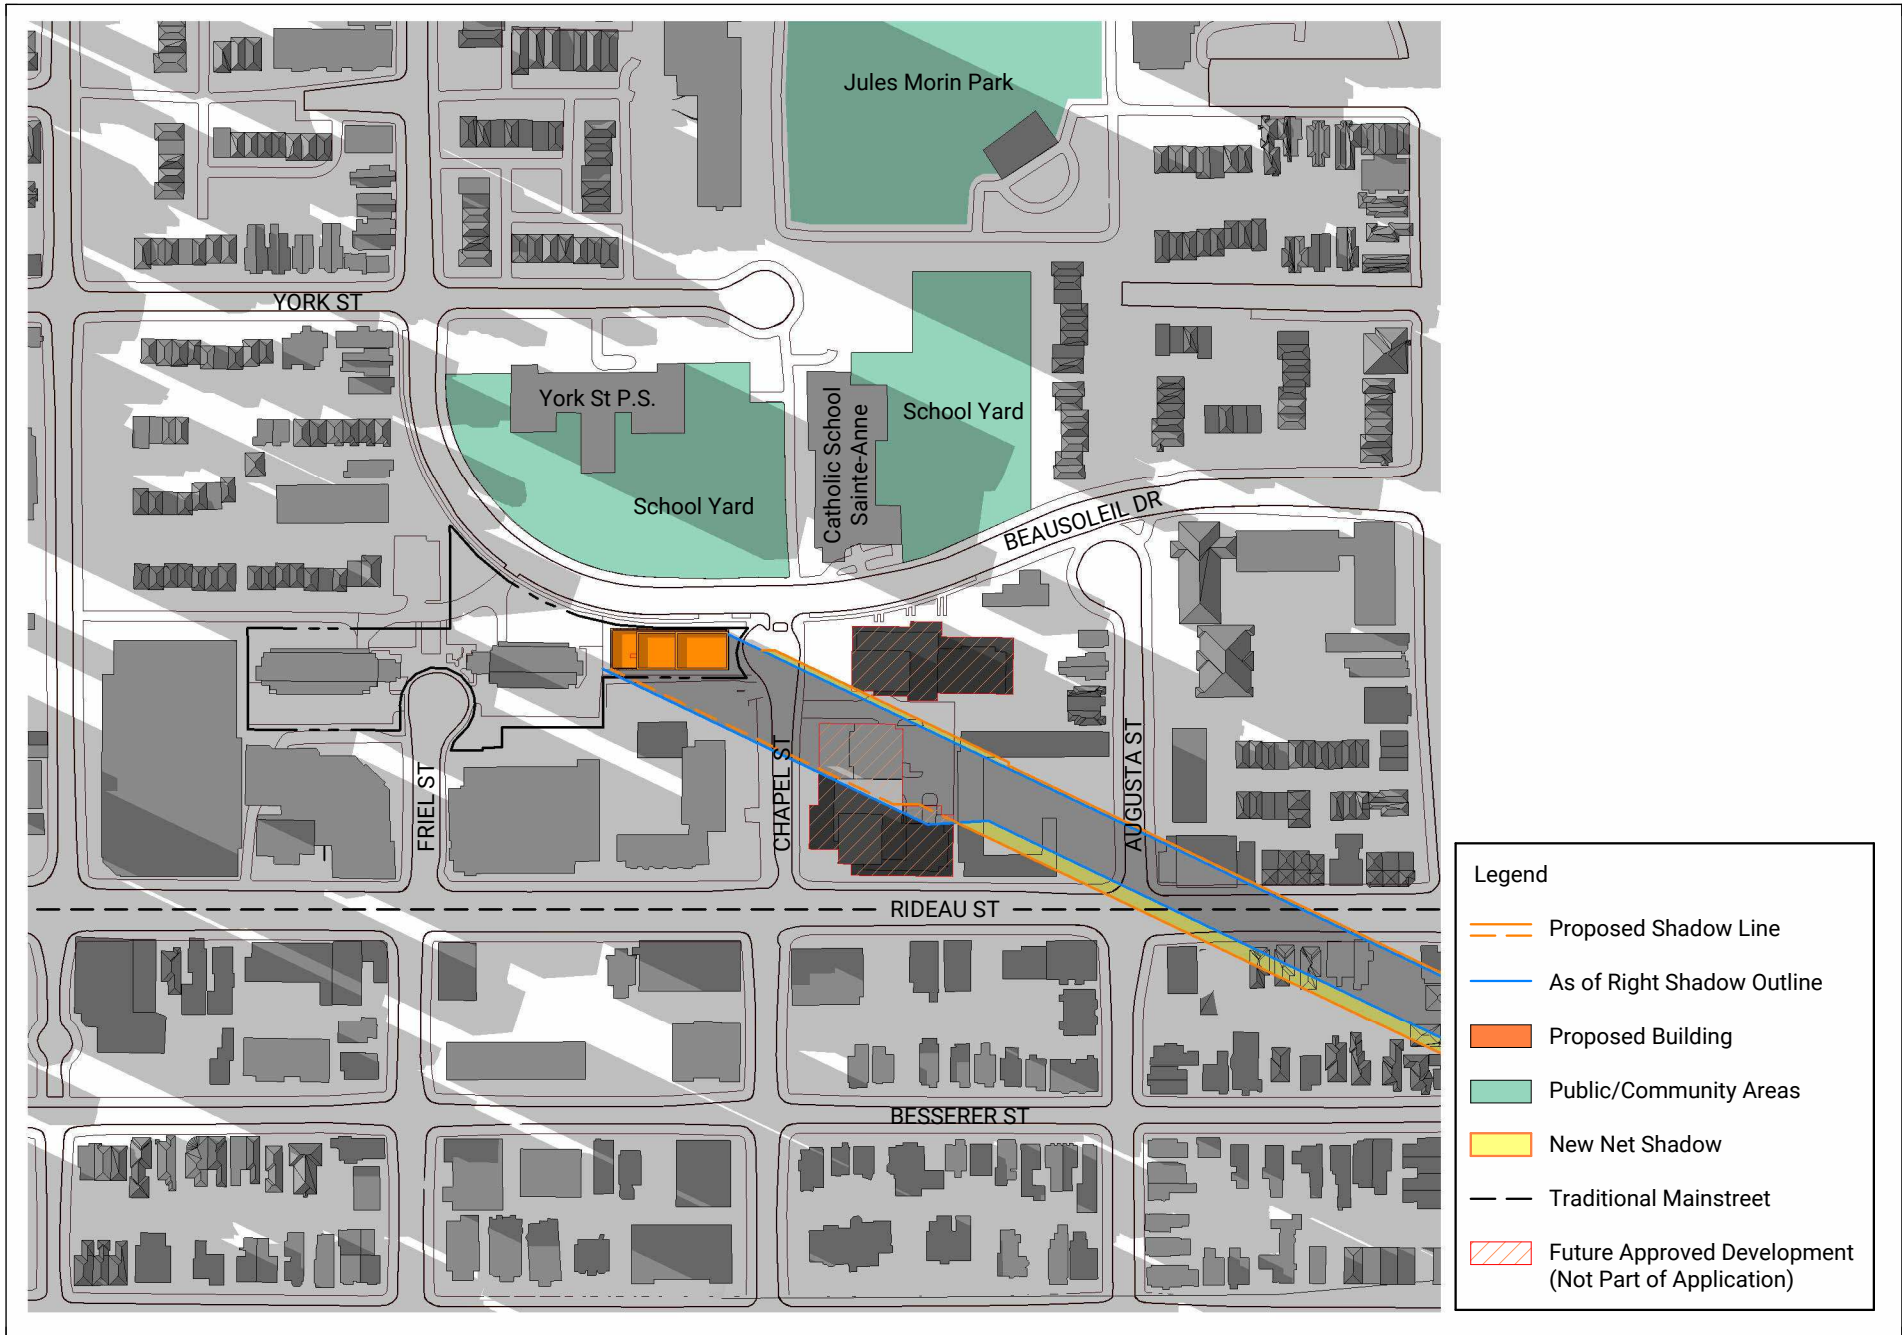 Jules Morin Park
YORK ST
York St P.S.
School Yard
Catholic School
Sainte-Anne
School Yard
BEAUSOLEIL DR
FRIEL ST
CHAPEL ST
AUGUSTA ST
RIDEAU ST
BESSERER ST
Legend
Proposed Shadow Line
As of Right Shadow Outline
Proposed Building
Public/Community Areas
New Net Shadow
Traditional Mainstreet
Future Approved Development
(Not Part of Application)